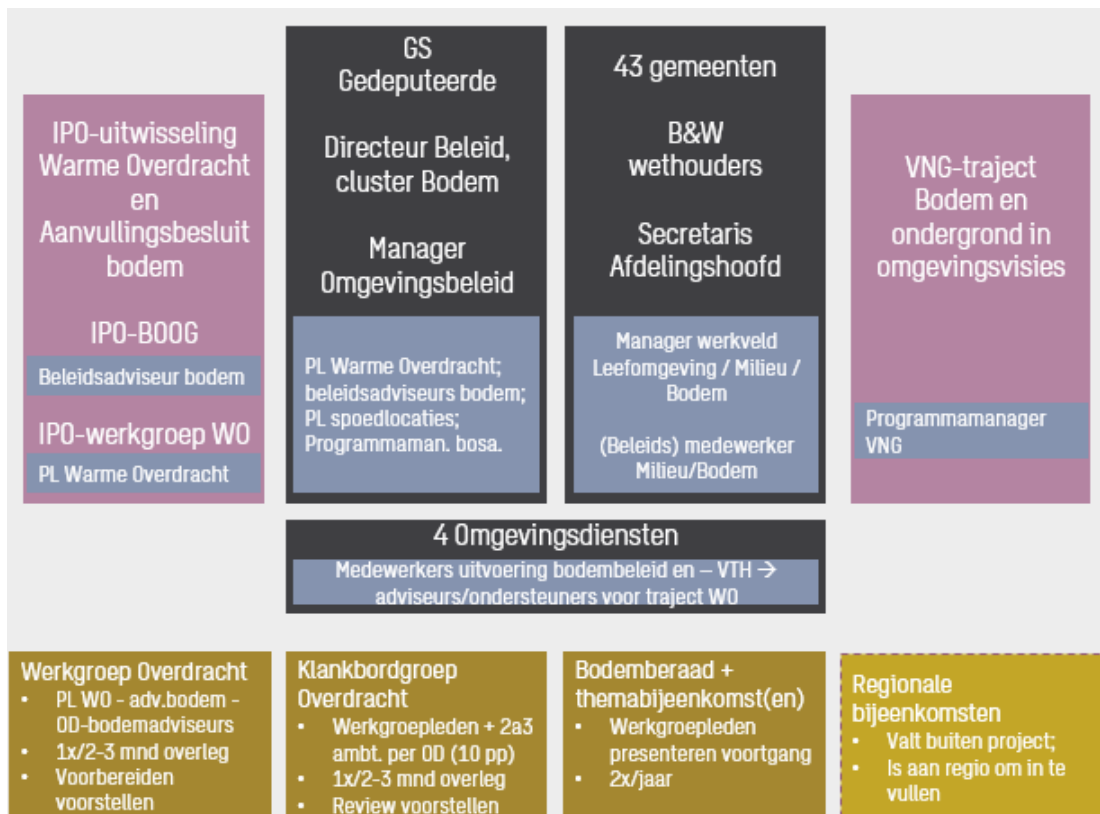 IPO-uitwisseling
Warme Overdracht
en
Aanvullingsbesluit
bodem
IPO-BOOG
Beleidsadviseur bodem
IPO-werkgroep WO
PL Warme Overdracht
GS
Gedeputeerde
Directeur Beleid,
cluster Bodem
Manager
Omgevingsbeleid
PL Warme Overdracht;
beleidsadviseurs bodem;
PL spoedlocaties;
Programmaman. bosa.
43 gemeenten
B&W
wethouders
Secretaris
Afdelingshoofd
Manager werkveld
Leefomgeving / Milieu /
Bodem
(Beleids) medewerker
Milieu/Bodem
VNG-traject
Bodem en
ondergrond in
omgevingsvisies
Programmamanager
VNG
4 Omgevingsdiensten
Medewerkers uitvoering bodembeleid en – VTH →
adviseurs/ondersteuners voor traject WO
Werkgroep Overdracht
• PL WO - adv.bodem -
OD-bodemadviseurs
• 1x/2-3 mnd overleg
• Voorbereiden
voorstellen
Klankbordgroep
Overdracht
• Werkgroepleden + 2a3
ambt. per OD (10 pp)
• 1x/2-3 mnd overleg
• Review voorstellen
Bodemberaad +
themabijeenkomst(en)
• Werkgroepleden
presenteren voortgang
• 2x/jaar
Regionale
bijeenkomsten
• Valt buiten project;
• Is aan regio om in te
vullen